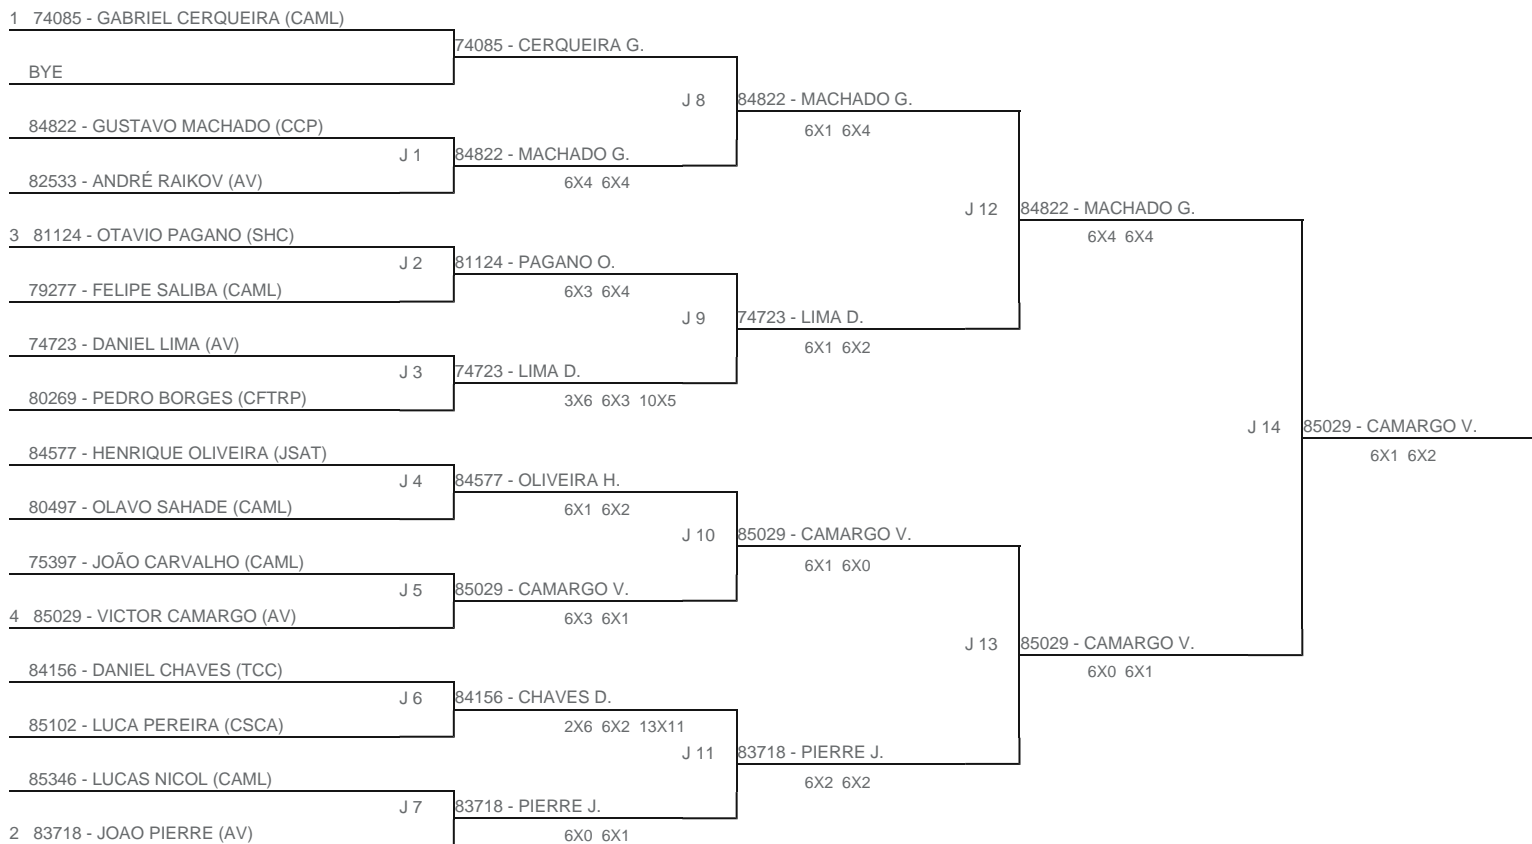 1 74085 - GABRIEL CERQUEIRA (CAML)
74085 - CERQUEIRA G.
BYE
J 8
84822 - MACHADO G.
84822 - GUSTAVO MACHADO (CCP)
6X1 6X4
J 1
84822 - MACHADO G.
82533 - ANDRÉ RAIKOV (AV)
6X4 6X4
J 12
84822 - MACHADO G.
3 81124 - OTAVIO PAGANO (SHC)
6X4 6X4
J 2
81124 - PAGANO O.
79277 - FELIPE SALIBA (CAML)
6X3 6X4
J 9
74723 - LIMA D.
74723 - DANIEL LIMA (AV)
6X1 6X2
J 3
74723 - LIMA D.
80269 - PEDRO BORGES (CFTRP)
3X6 6X3 10X5
J 14
85029 - CAMARGO V.
84577 - HENRIQUE OLIVEIRA (JSAT)
6X1 6X2
J 4
84577 - OLIVEIRA H.
80497 - OLAVO SAHADE (CAML)
6X1 6X2
J 10
85029 - CAMARGO V.
75397 - JOÃO CARVALHO (CAML)
6X1 6X0
J 5
85029 - CAMARGO V.
4 85029 - VICTOR CAMARGO (AV)
6X3 6X1
J 13
85029 - CAMARGO V.
84156 - DANIEL CHAVES (TCC)
6X0 6X1
J 6
84156 - CHAVES D.
85102 - LUCA PEREIRA (CSCA)
2X6 6X2 13X11
J 11
83718 - PIERRE J.
85346 - LUCAS NICOL (CAML)
6X2 6X2
J 7
83718 - PIERRE J.
2 83718 - JOAO PIERRE (AV)
6X0 6X1